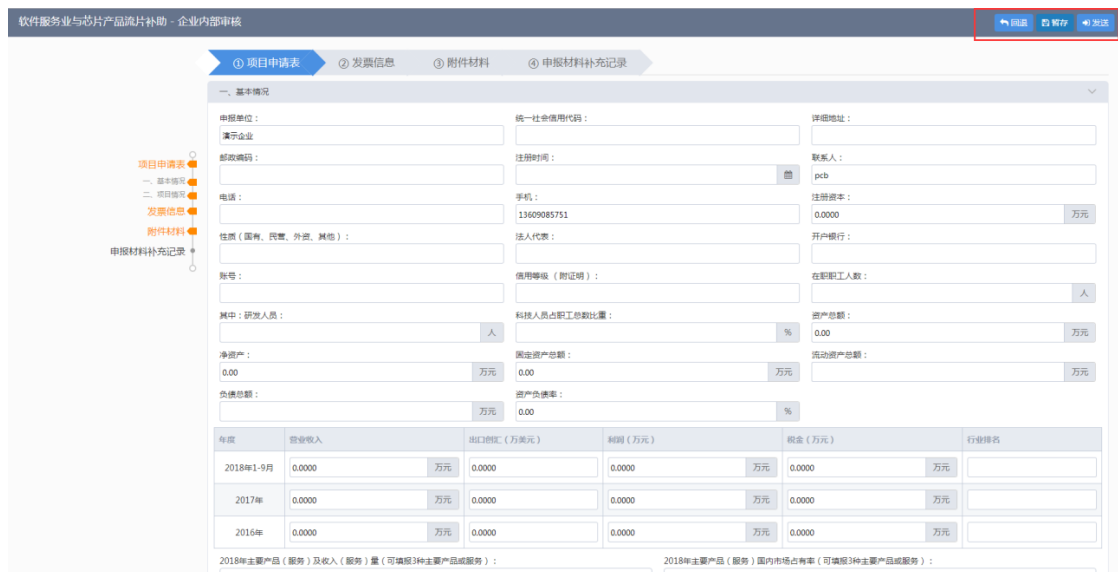 软件服务业与芯片产品流片补助 - 企业内部审核 回退 暂存 发送
① 项目申请表 ② 发票信息 ③ 附件材料 ④ 申报材料补充记录
一、基本情况
项目申请表
一、基本情况
二、项目情况
发票信息
附件材料
申报材料补充记录
申报单位： 统一社会信用代码： 详细地址：
演示企业
邮政编码： 注册时间： 联系人：
pcb
电话： 手机： 注册资本：
13609085751 0.0000 万元
性质（国有、民营、外资、其他）： 法人代表： 开户银行：
账号： 信用等级 （附证明）： 在职职工人数：
人
其中：研发人员： 科技人员占职工总数比重： 资产总额：
人 % 0.00 万元
净资产： 固定资产总额： 流动资产总额：
0.00 万元 0.00 万元 万元
负债总额： 资产负债率：
万元 0.00 %
年度 营业收入 出口创汇（万美元） 利润（万元） 税金（万元） 行业排名
2018年1-9月 0.0000 万元 0.0000 0.0000 万元 0.0000 万元
2017年 0.0000 万元 0.0000 0.0000 万元 0.0000 万元
2016年 0.0000 万元 0.0000 0.0000 万元 0.0000 万元
2018年主要产品（服务）及收入（服务）量（可填报3种主要产品或服务）： 2018年主要产品（服务）国内市场占有率（可填报3种主要产品或服务）：